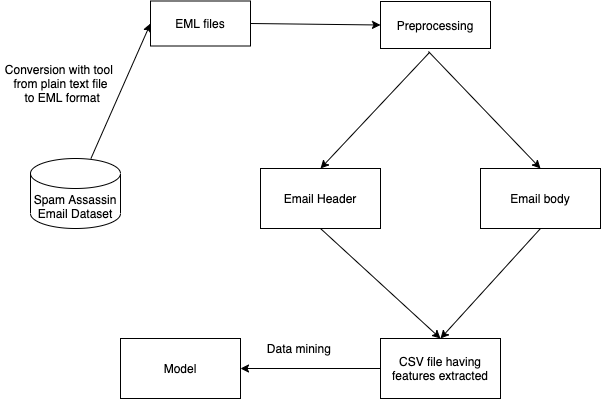 EML files
Preprocessing
Conversion with tool
from plain text file
to EML format
Spam Assassin
Email Dataset
Email Header
Email body
Data mining
Model
CSV file having
features extracted